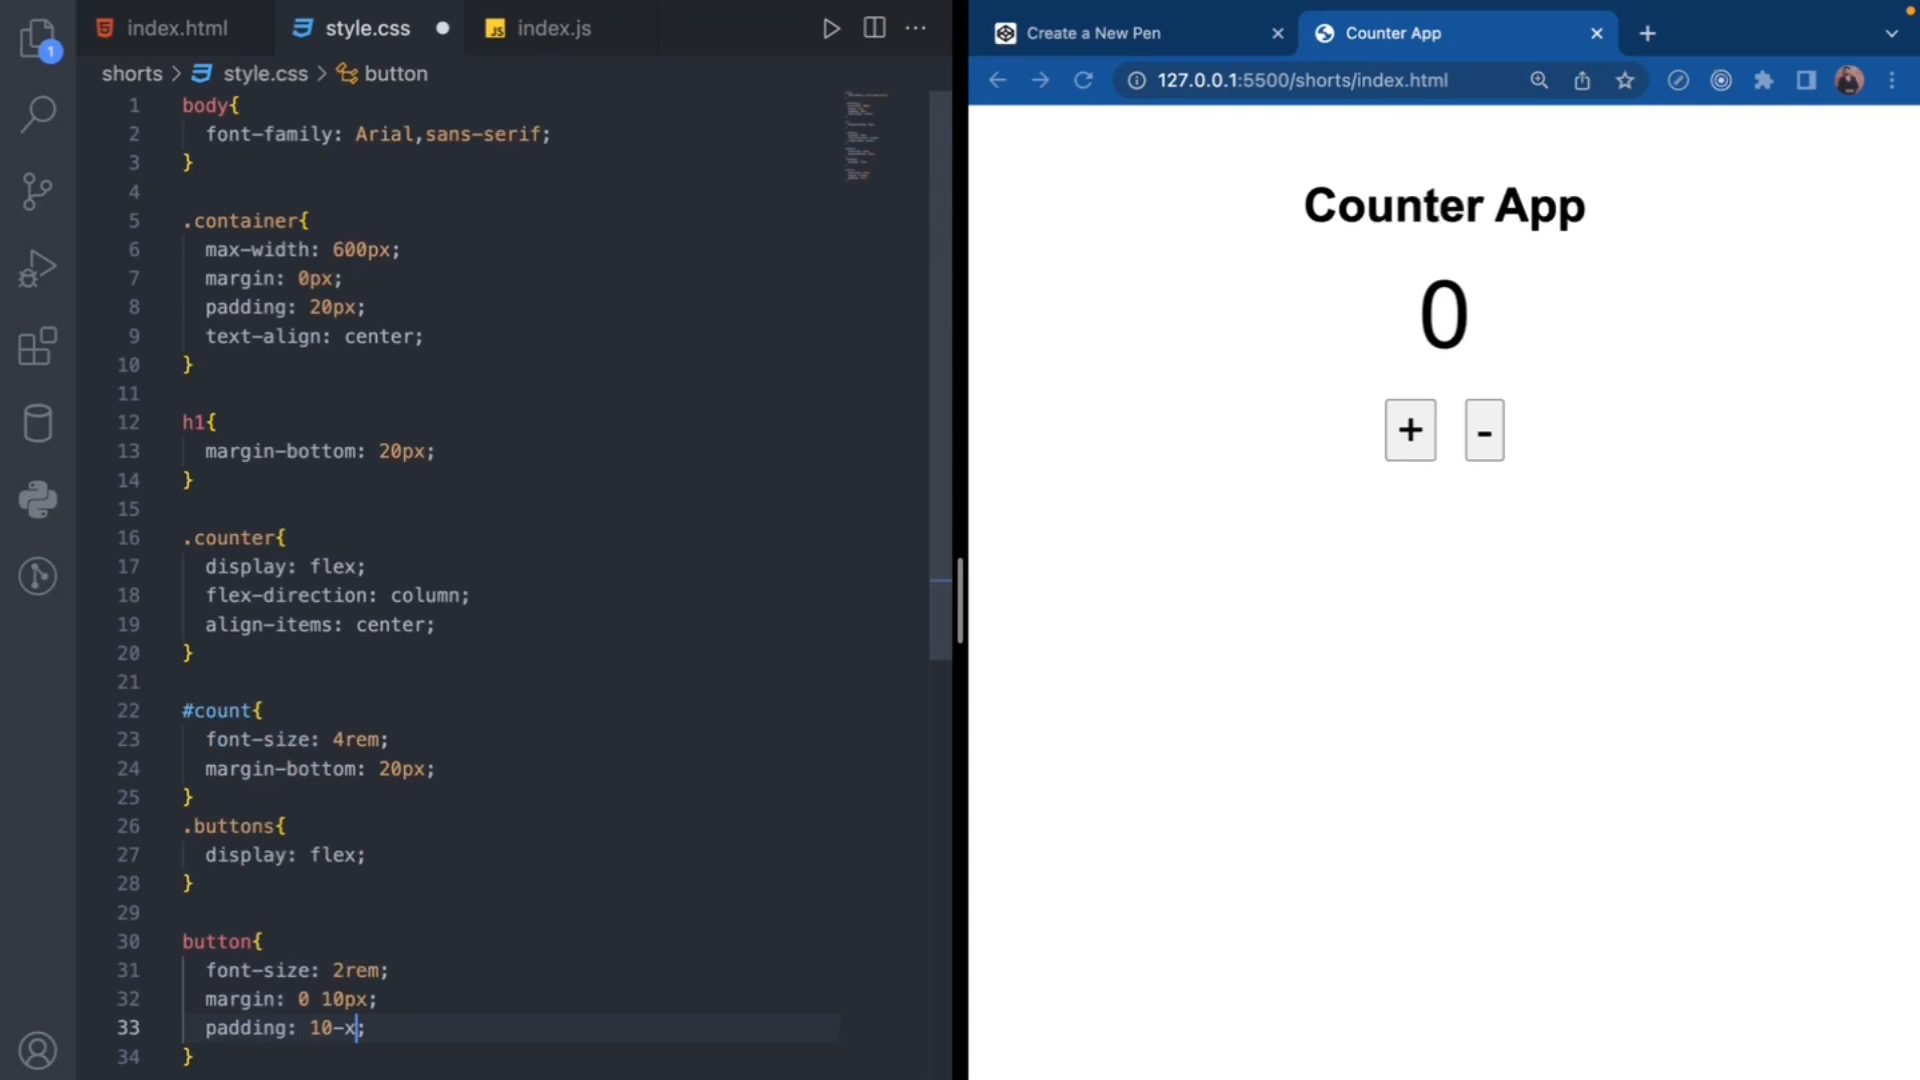 1
index.html
style.css
JS index.js
shorts > style.css > button
1 body{
2 font-family: Arial,sans-serif;
3 }
4
5 .container{
6 max-width: 600px;
7 margin: 0px;
8 padding: 20px;
9 text-align: center;
10 }
11
12 h1{
13 margin-bottom: 20px;
14 }
15
16 .counter{
17 display: flex;
18 flex-direction: column;
19 align-items: center;
20 }
21
22 #count{
23 font-size: 4rem;
24 margin-bottom: 20px;
25 }
26 .buttons{
27 display: flex;
28 }
29
30 button{
31 font-size: 2rem;
32 margin: 0 10px;
33 padding: 10-x;
34 }
Create a New Pen
Counter App
127.0.0.1:5500/shorts/index.html
Counter App
0
+ -